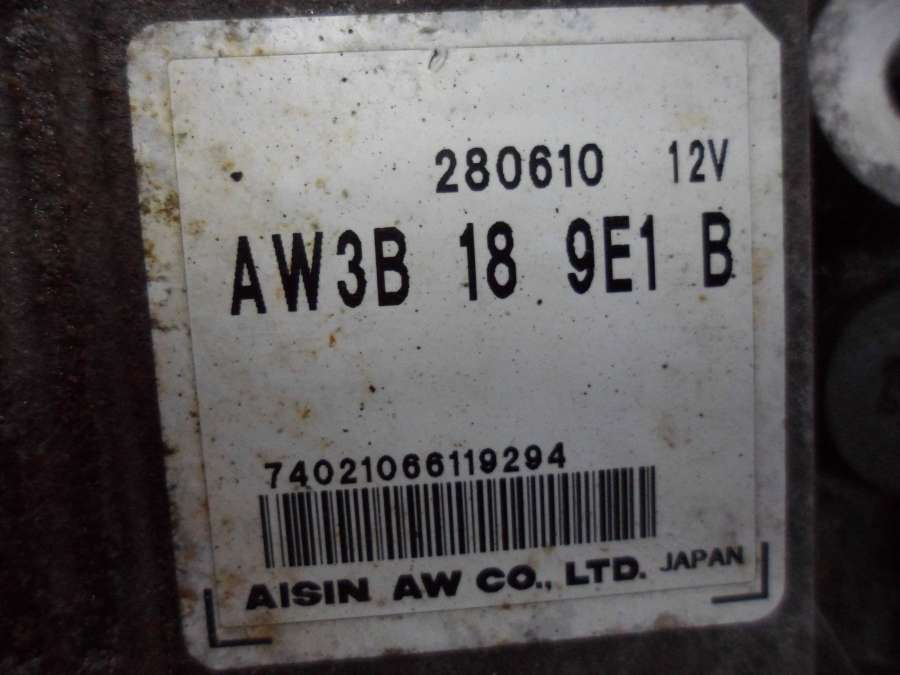 280610 12V
AW3B 18 9E1 B
74021066119294
AISIN AW CO., LTD. JAPAN